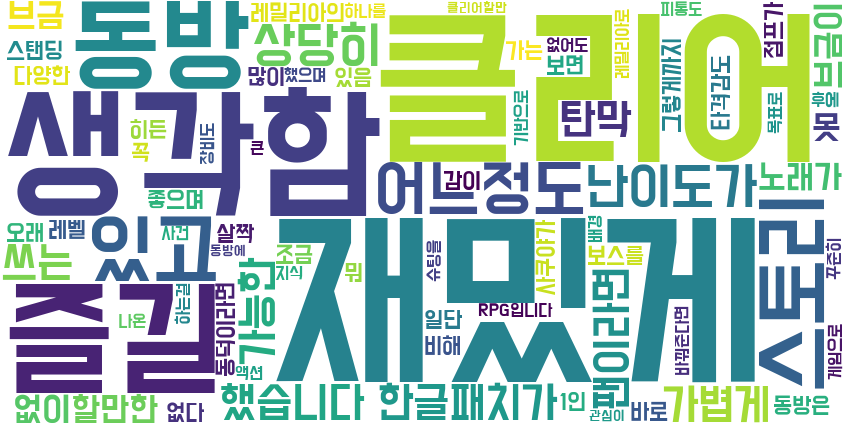 브금
동방
레밀리아의
하나를
클리어할만
피통도
스탠딩
상당히
가는
없어도
레밀리아로
점프가
브금이
다양한
많이
했으며
있음
보면
그렇게까지
타격감도
클리어
생각함
탄막
목표로
후에
못
히든
꼭
장비도
큰
기반으로
좋으며
어느정도
감이
난이도가
노래가
오래
레벨
있고
사건
살짝
동방에
조금
지식
뭐
슈팅을
사쿠야가
배경
보스를
스토리
꾸준히
쓰는
즐길
재밌게
하는걸
가능한
동덕이라면
나온
액션
RPG입니다
일단
비해
팬이라면
바꿔준다면
게임으로
없이할만한
없다
했습니다
한글패치가
1인
관심이
바로
가볍게
동방은